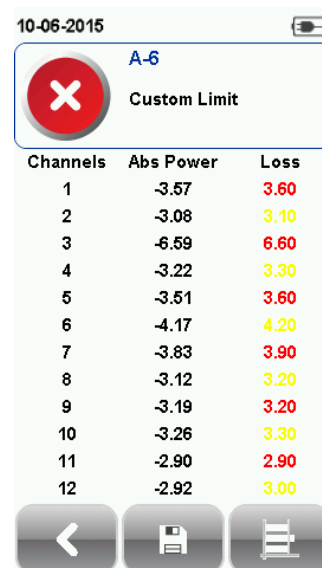 10-06-2015
A-6
Custom Limit
Channels Abs Power Loss
1 -3.57 3.60
2 -3.08 3.10
3 -6.59 6.60
4 -3.22 3.30
5 -3.51 3.60
6 -4.17 4.20
7 -3.83 3.90
8 -3.12 3.20
9 -3.19 3.20
10 -3.26 3.30
11 -2.90 2.90
12 -2.92 3.00